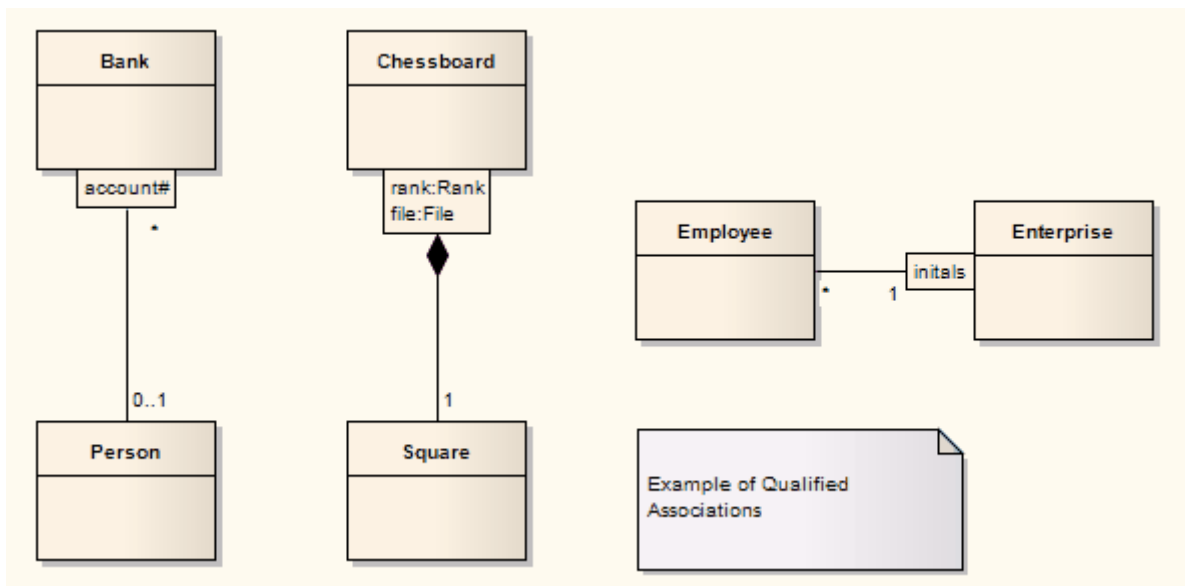 Bank
account#
*
0..1
Person
Chessboard
rank:Rank
file:File
1
Square
Employee
*
1
initals
Enterprise
Example of Qualified
Associations